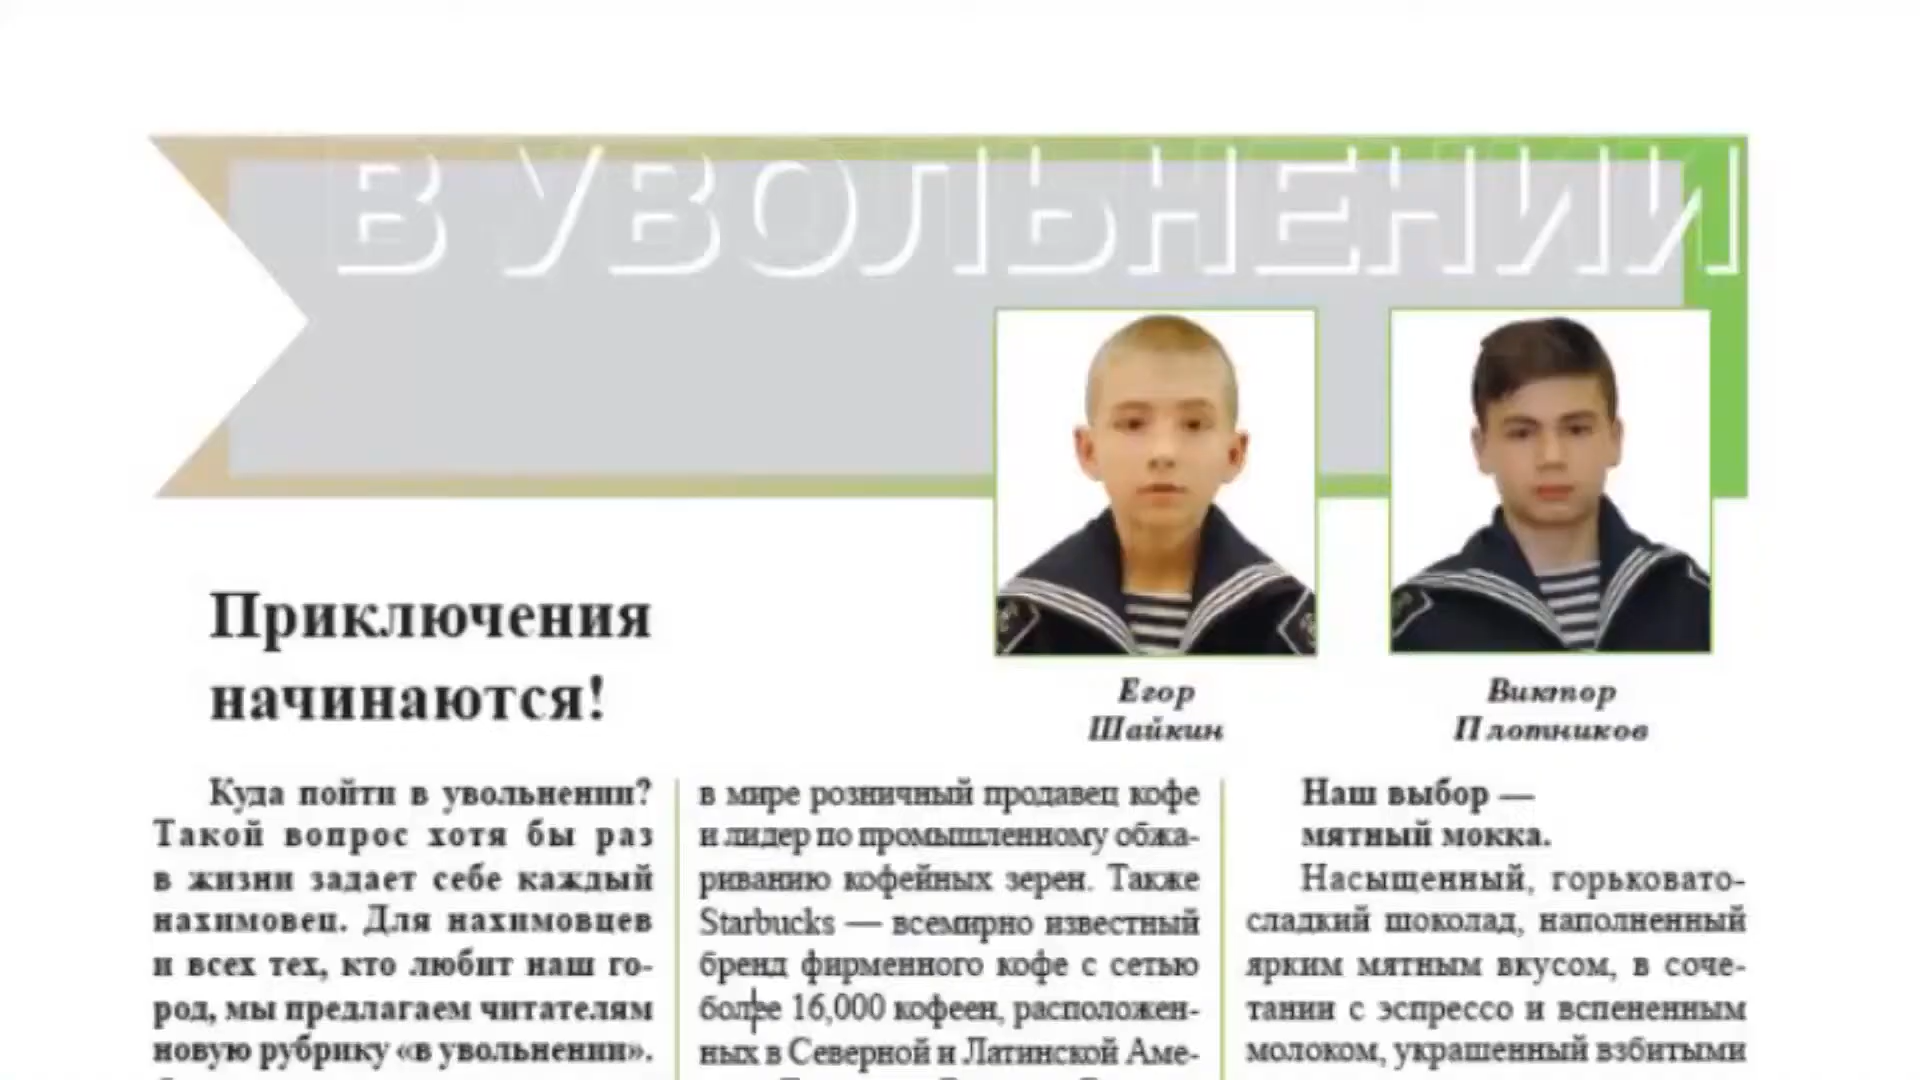 В УВОЛЬНЕНИИ
Приключения
начинаются!
Егор
Шайкин
Виктор
Плотников
Куда пойти в увольнении?
Такой вопрос хотя бы раз
в жизни задает себе каждый
нахимовец. Для нахимовцев
и всех тех, кто любит наш го-
род, мы предлагаем читателям
новую рубрику «в увольнении».
в мире розничный продавец кофе
и лидер по промышленному обжа-
риванию кофейных зерен. Также
Starbucks — всемирно известный
бренд фирменного кофе с сетью
более 16,000 кофеен, расположен-
ных в Северной и Латинской Аме-
Наш выбор —
мятный мокка.
Насыщенный, горьковато-
сладкий шоколад, наполненный
ярким мятным вкусом, в соче-
тании с эспрессо и вспененным
молоком, украшенный взбитыми